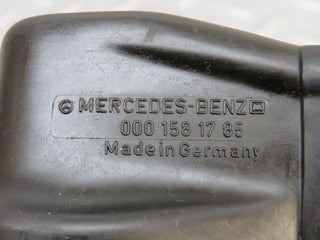 MERCEDES-BENZ
000 158 17 85
Made in Germany